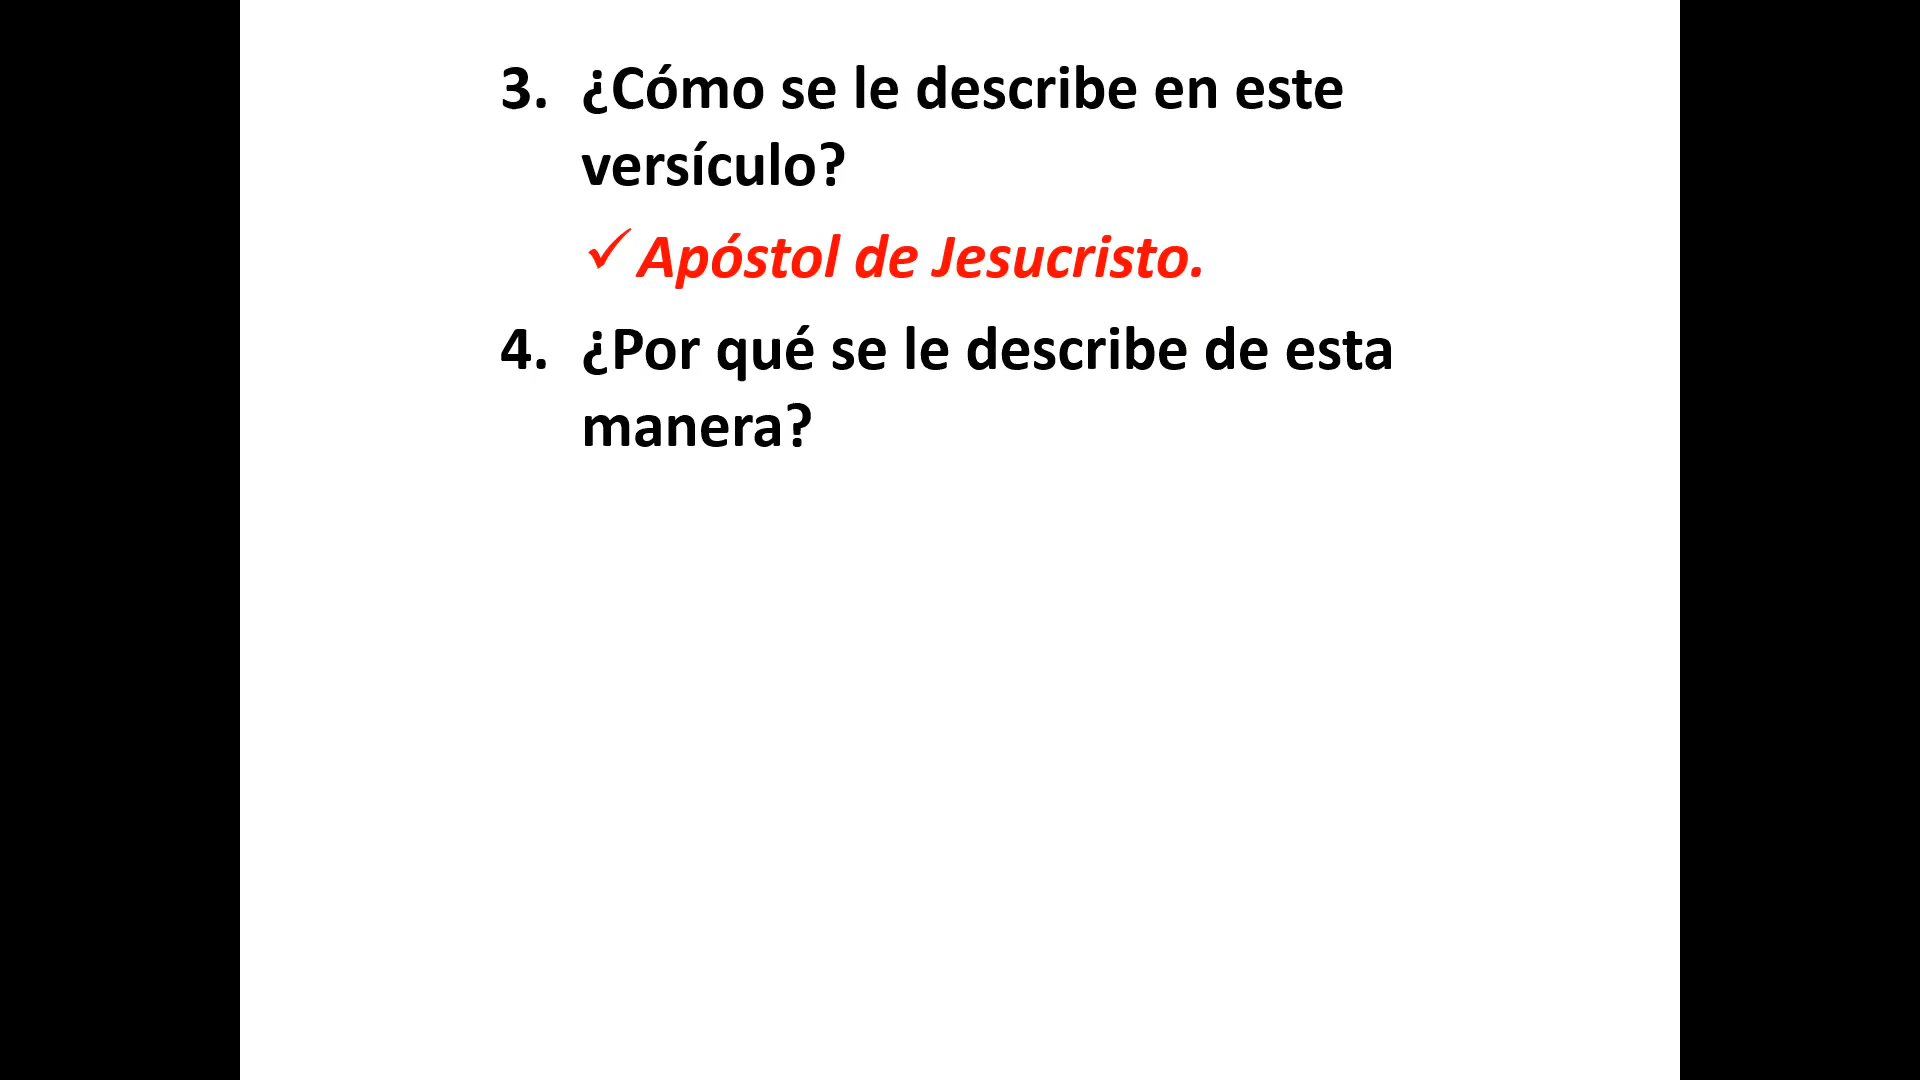 3. ¿Cómo se le describe en este
versículo?
✓ Apóstol de Jesucristo.
4. ¿Por qué se le describe de esta
manera?